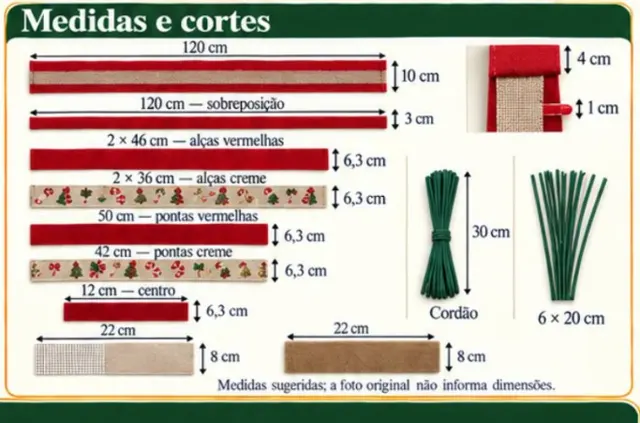 Medidas e cortes
120 cm
10 cm
120 cm — sobreposição
3 cm
2 × 46 cm — alças vermelhas
6,3 cm
2 × 36 cm — alças creme
6,3 cm
50 cm — pontas vermelhas
6,3 cm
42 cm — pontas creme
6,3 cm
12 cm — centro
6,3 cm
22 cm
8 cm
22 cm
8 cm
4 cm
1 cm
30 cm
Cordão
6 × 20 cm
Medidas sugeridas; a foto original não informa dimensões.